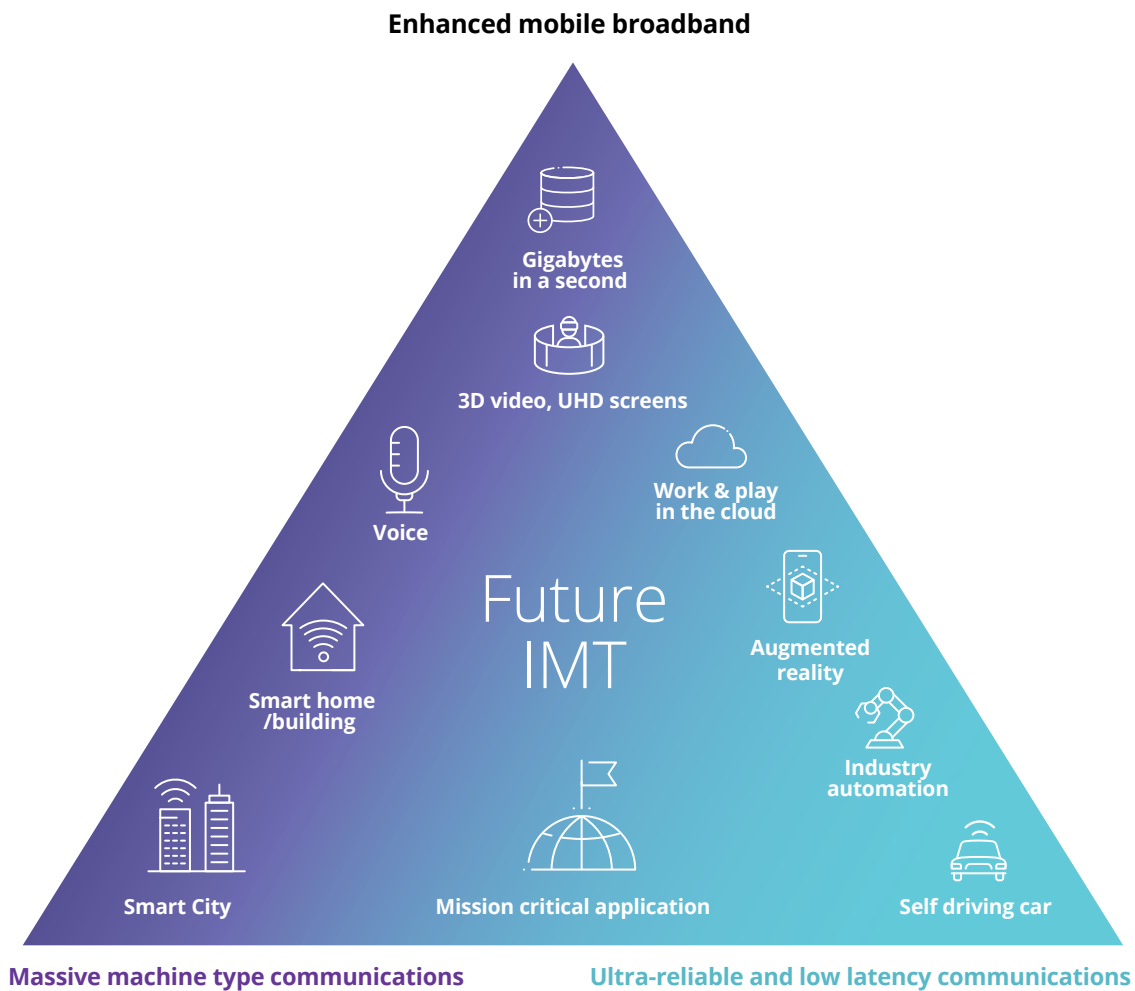 Enhanced mobile broadband
Gigabytes
in a second
3D video, UHD screens
Voice
Work & play
in the cloud
Future
IMT
Augmented
reality
Smart home
/building
Industry
automation
Smart City
Mission critical application
Self driving car
Massive machine type communications
Ultra-reliable and low latency communications